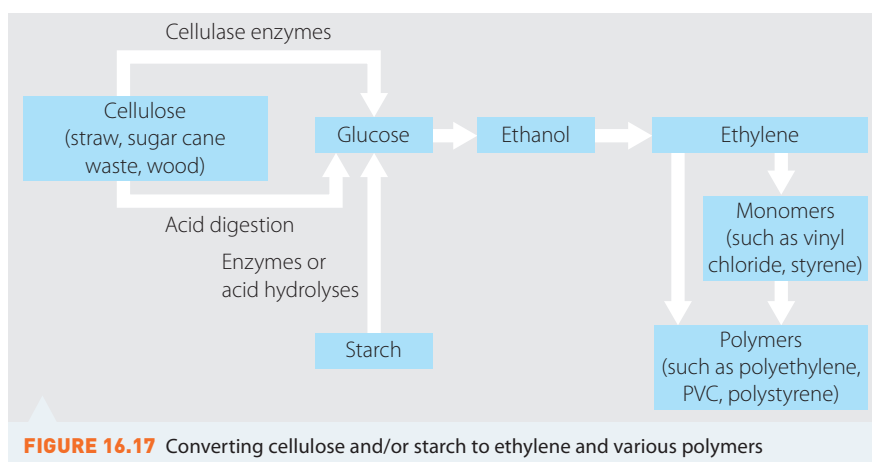 Cellulase enzymes
Cellulose
(straw, sugar cane
waste, wood)
Glucose
Ethanol
Ethylene
Acid digestion
Monomers
(such as vinyl
chloride, styrene)
Enzymes or
acid hydrolyses
Starch
Polymers
(such as polyethylene,
PVC, polystyrene)
FIGURE 16.17 Converting cellulose and/or starch to ethylene and various polymers